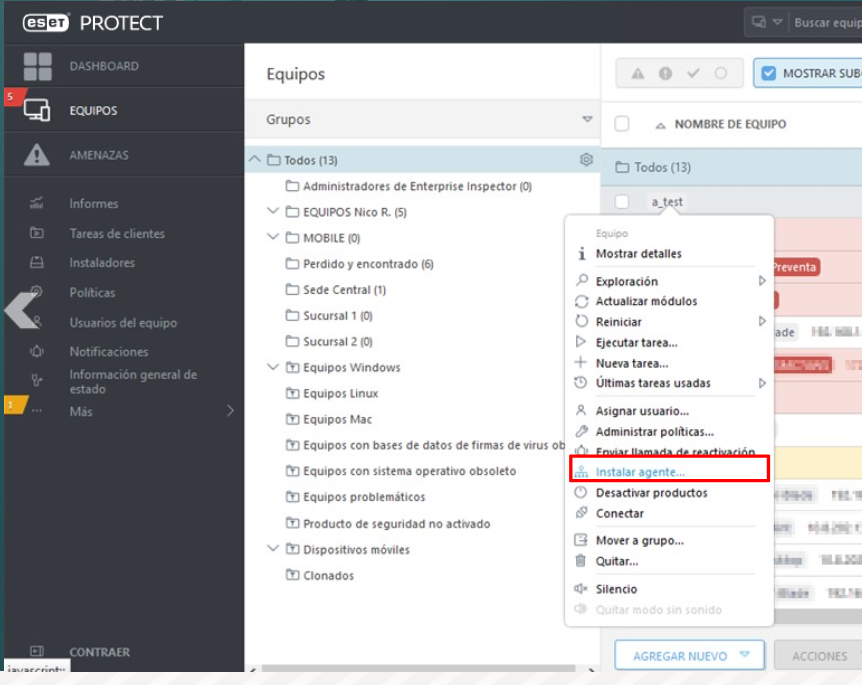 eset PROTECT
Buscar equip
DASHBOARD
5
EQUIPOS
AMENAZAS
Informes
Tareas de clientes
Instaladores
Políticas
Usuarios del equipo
Notificaciones
Información general de
estado
1
Más
CONTRAER
javascript:;
Equipos
Grupos
Todos (13)
Administradores de Enterprise Inspector (0)
EQUIPOS Nico R. (5)
MOBILE (0)
Perdido y encontrado (6)
Sede Central (1)
Sucursal 1 (0)
Sucursal 2 (0)
Equipos Windows
Equipos Linux
Equipos Mac
Equipos con bases de datos de firmas de virus ob
Equipos con sistema operativo obsoleto
Equipos problemáticos
Producto de seguridad no activado
Dispositivos móviles
Clonados
MOSTRAR SUB
NOMBRE DE EQUIPO
Todos (13)
a_test
Preventa
ade
Equipo
Mostrar detalles
Exploración
Actualizar módulos
Reiniciar
Ejecutar tarea...
Nueva tarea...
Últimas tareas usadas
Asignar usuario...
Administrar políticas...
Enviar llamada de reactivación
Instalar agente...
Desactivar productos
Conectar
Mover a grupo...
Quitar...
Silencio
Quitar modo sin sonido
AGREGAR NUEVO
ACCIONES